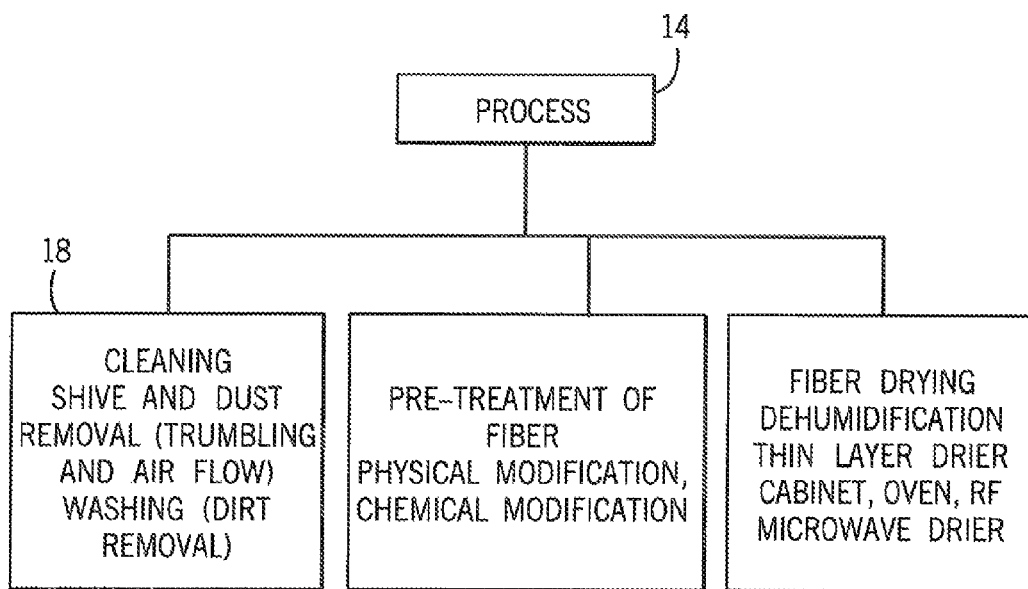 14
PROCESS
18
CLEANING
SHIVE AND DUST
REMOVAL (TRUMBLING
AND AIR FLOW)
WASHING (DIRT
REMOVAL)
PRE-TREATMENT OF
FIBER
PHYSICAL MODIFICATION,
CHEMICAL MODIFICATION
FIBER DRYING
DEHUMIDIFICATION
THIN LAYER DRIER
CABINET, OVEN, RF
MICROWAVE DRIER